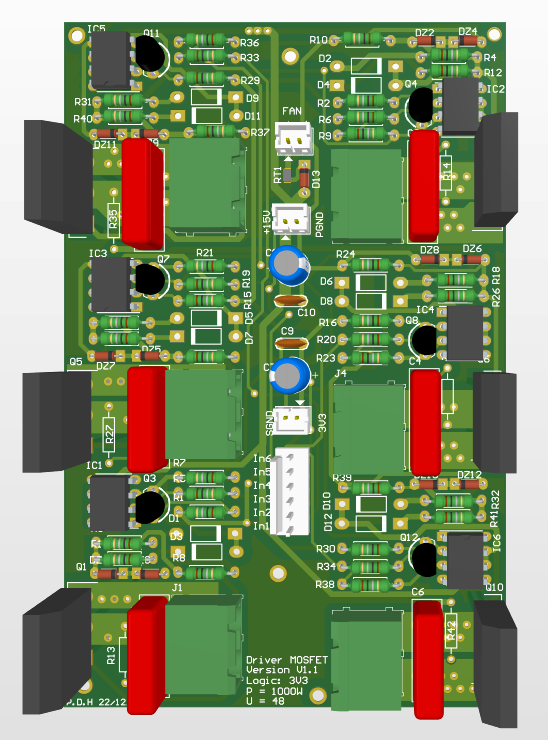 IC5
Q11
R36
R33
R29
R31
R40
D9
D11
R37
DZ11
R35
R10
DZ2
DZ4
D2
R4
R12
D4
Q4
IC2
R2
R6
R9
FAN
RT1
D13
R14
+15V
PGND
IC3
Q7
R21
R19
R15
D5
D7
DZ5
DZ7
Q5
R27
R24
DZ8
DZ6
D6
D8
R18
R26
IC4
R16
Q8
R20
R23
J4
C4
C10
C9
+
SGND
3V3
In6
In5
In4
In3
In2
In1
IC1
Q3
R7
D1
D3
R8
Q1
J1
R13
R39
DZ12
D10
D12
R32
R41
R30
Q12
R34
R38
IC6
Q10
C6
R42
Driver MOSFET
Version V1.1
Logic: 3V3
P = 1000W
U = 48
P.D.H 22/12